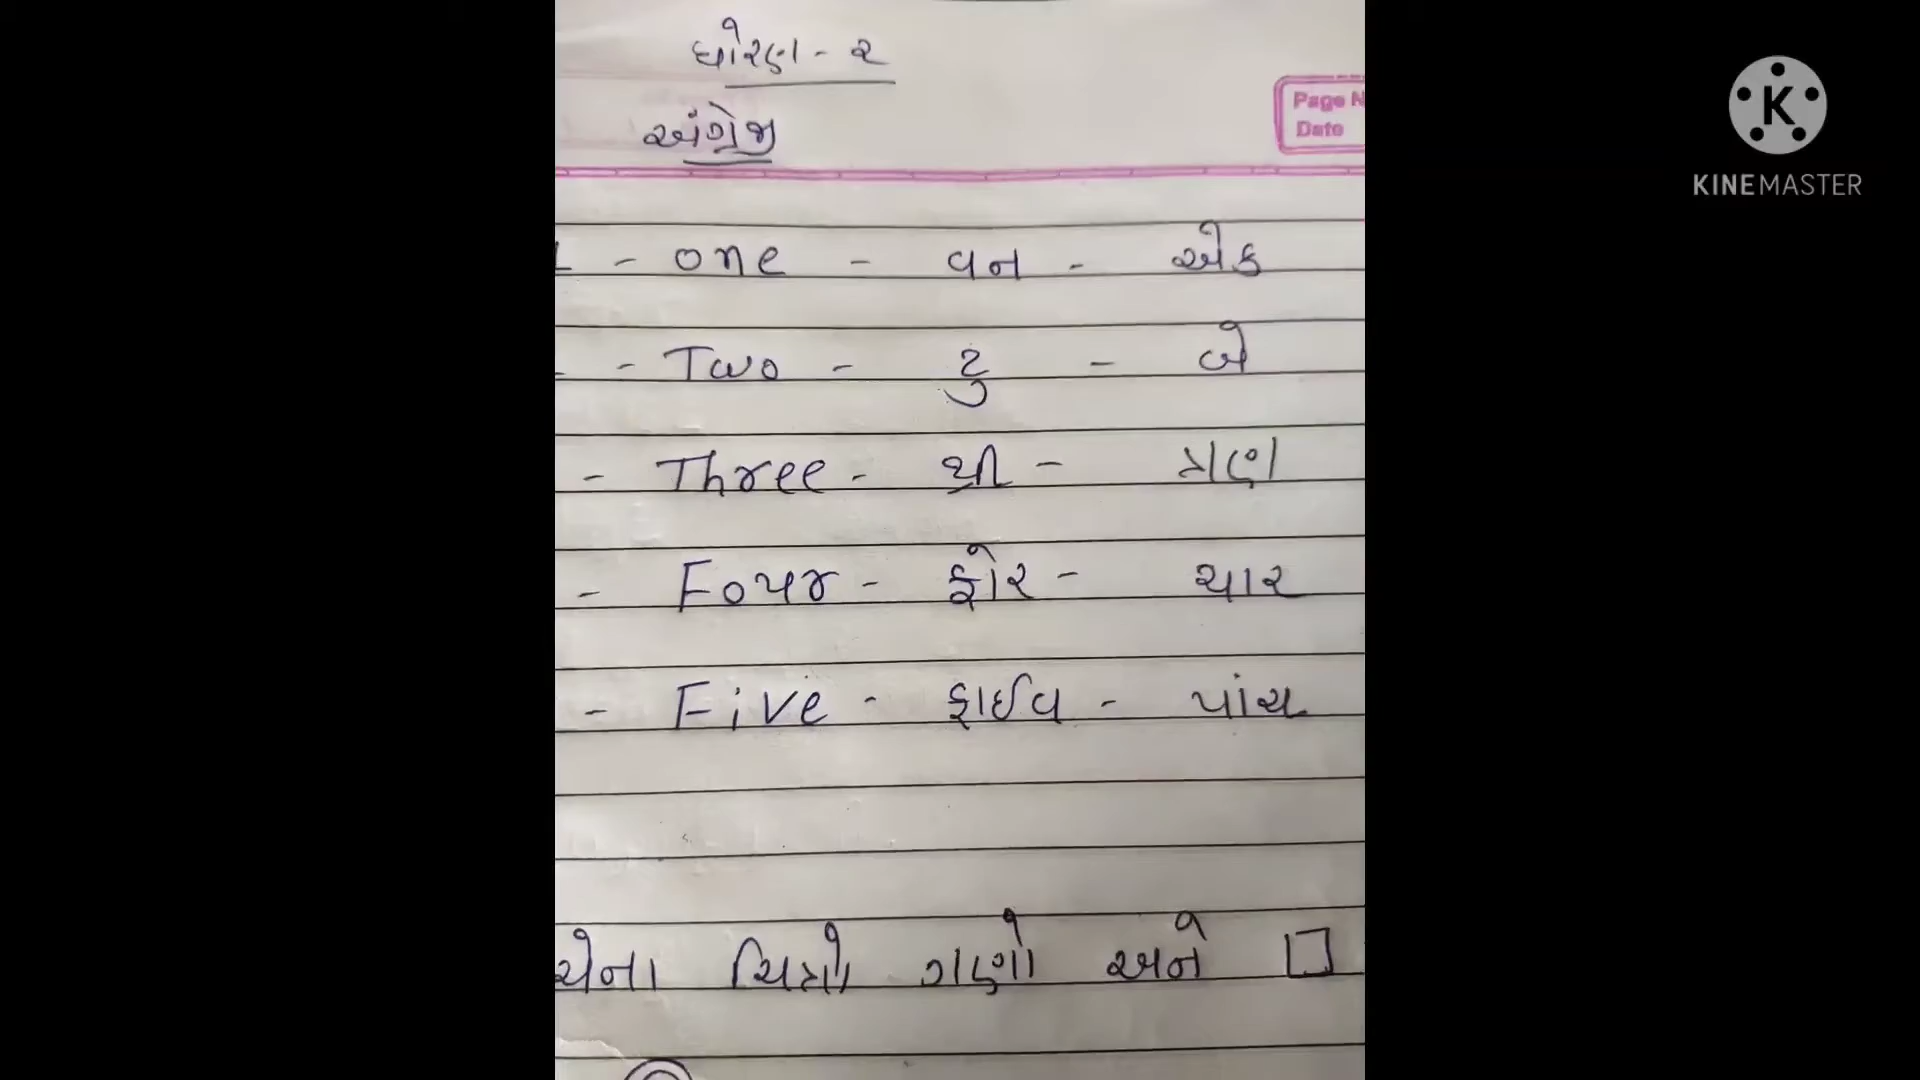 ધોરણ - ૨
અંગ્રેજી
Page N
Date
- one - વન - એક
- Two - ટુ - બે
- Three - થ્રી - ત્રણ
- Four - ફોર - ચાર
- Five - ફાઈવ - પાંચ
ચેના ચિત્રો ગણો અને
KINEMASTER